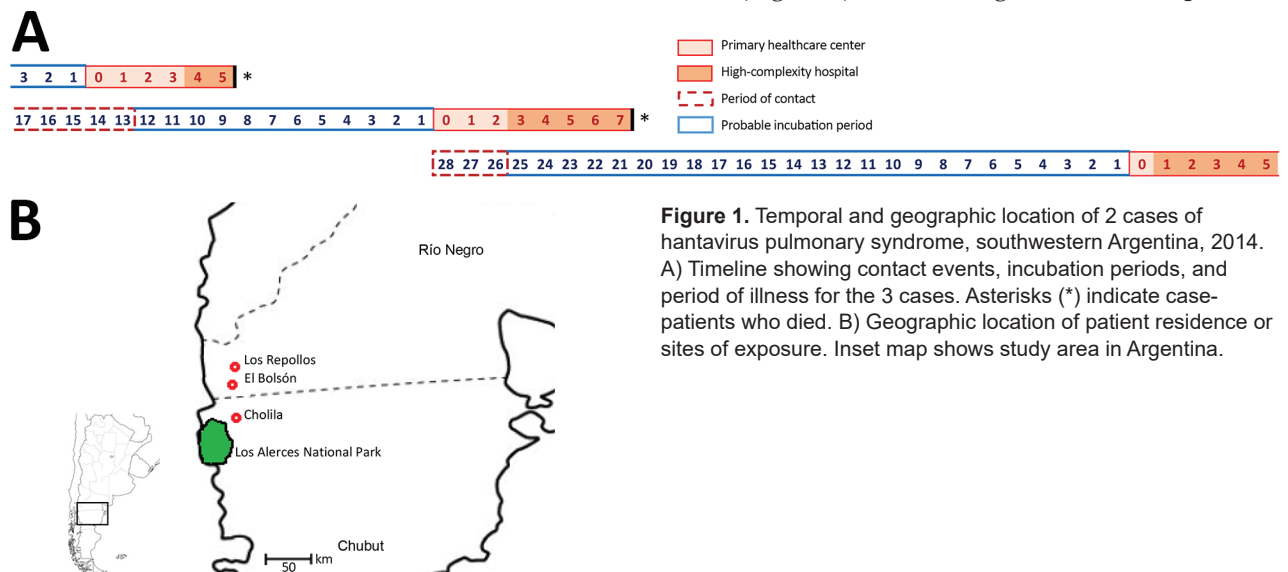 A
Primary healthcare center
3 2 1 0 1 2 3 4 5 *
High-complexity hospital
Period of contact
17 16 15 14 13 12 11 10 9 8 7 6 5 4 3 2 1 0 1 2 3 4 5 6 7 *
Probable incubation period
28 27 26 25 24 23 22 21 20 19 18 17 16 15 14 13 12 11 10 9 8 7 6 5 4 3 2 1 0 1 2 3 4 5
B
Río Negro
Los Repollos
El Bolsón
Cholila
Los Alerces National Park
Chubut
50 km
Figure 1. Temporal and geographic location of 2 cases of
hantavirus pulmonary syndrome, southwestern Argentina, 2014.
A) Timeline showing contact events, incubation periods, and
period of illness for the 3 cases. Asterisks (*) indicate case-
patients who died. B) Geographic location of patient residence or
sites of exposure. Inset map shows study area in Argentina.